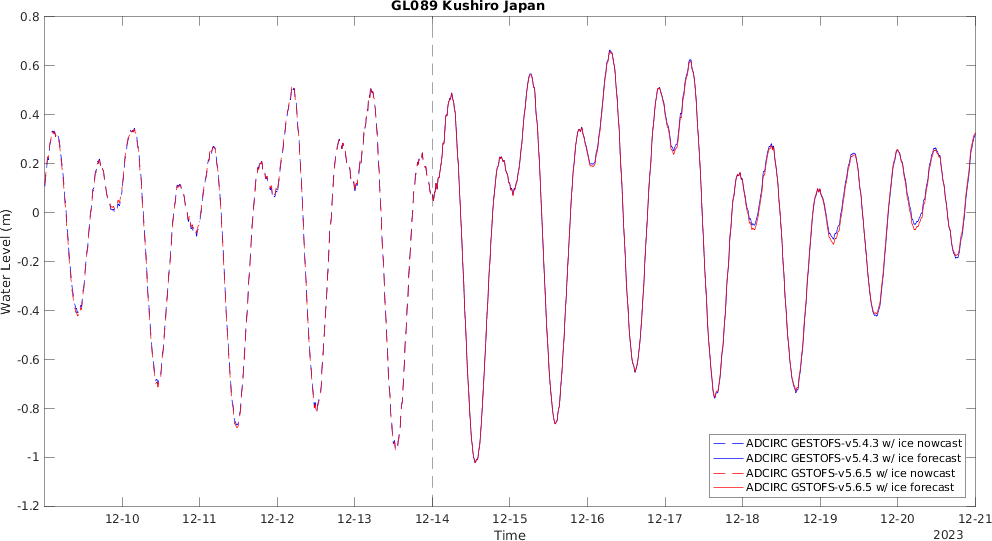 GL089 Kushiro Japan
0.8
0.6
0.4
0.2
0
-0.2
-0.4
-0.6
-0.8
-1
-1.2
Water Level (m)
ADCIRC GESTOFS-v5.4.3 w/ ice nowcast
ADCIRC GESTOFS-v5.4.3 w/ ice forecast
ADCIRC GSTOFS-v5.6.5 w/ ice nowcast
ADCIRC GSTOFS-v5.6.5 w/ ice forecast
12-10 12-11 12-12 12-13 12-14 12-15 12-16 12-17 12-18 12-19 12-20 12-21
Time
2023